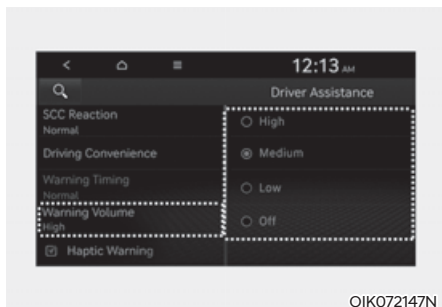 12:13 AM
Driver Assistance
SCC Reaction
Normal
High
Driving Convenience
Medium
Warning Timing
Normal
Low
Warning Volume
High
Off
Haptic Warning
OIK072147N